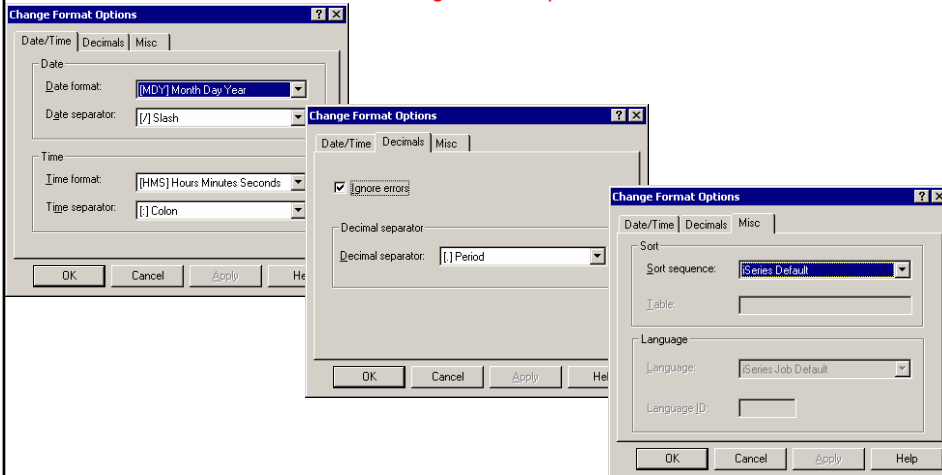 Change Format Options
Date/Time Decimals Misc
Date
Date format: [MDY] Month Day Year
Date separator: [/] Slash
Time
Time format: [HMS] Hours Minutes Seconds
Time separator: [:] Colon
OK Cancel Apply He
Change Format Options
Date/Time Decimals Misc
Ignore errors
Decimal separator
Decimal separator: [.] Period
OK Cancel Apply Hel
Change Format Options
Date/Time Decimals Misc
Sort
Sort sequence: iSeries Default
Table:
Language
Language: iSeries Job Default
Language ID:
OK Cancel Apply Help